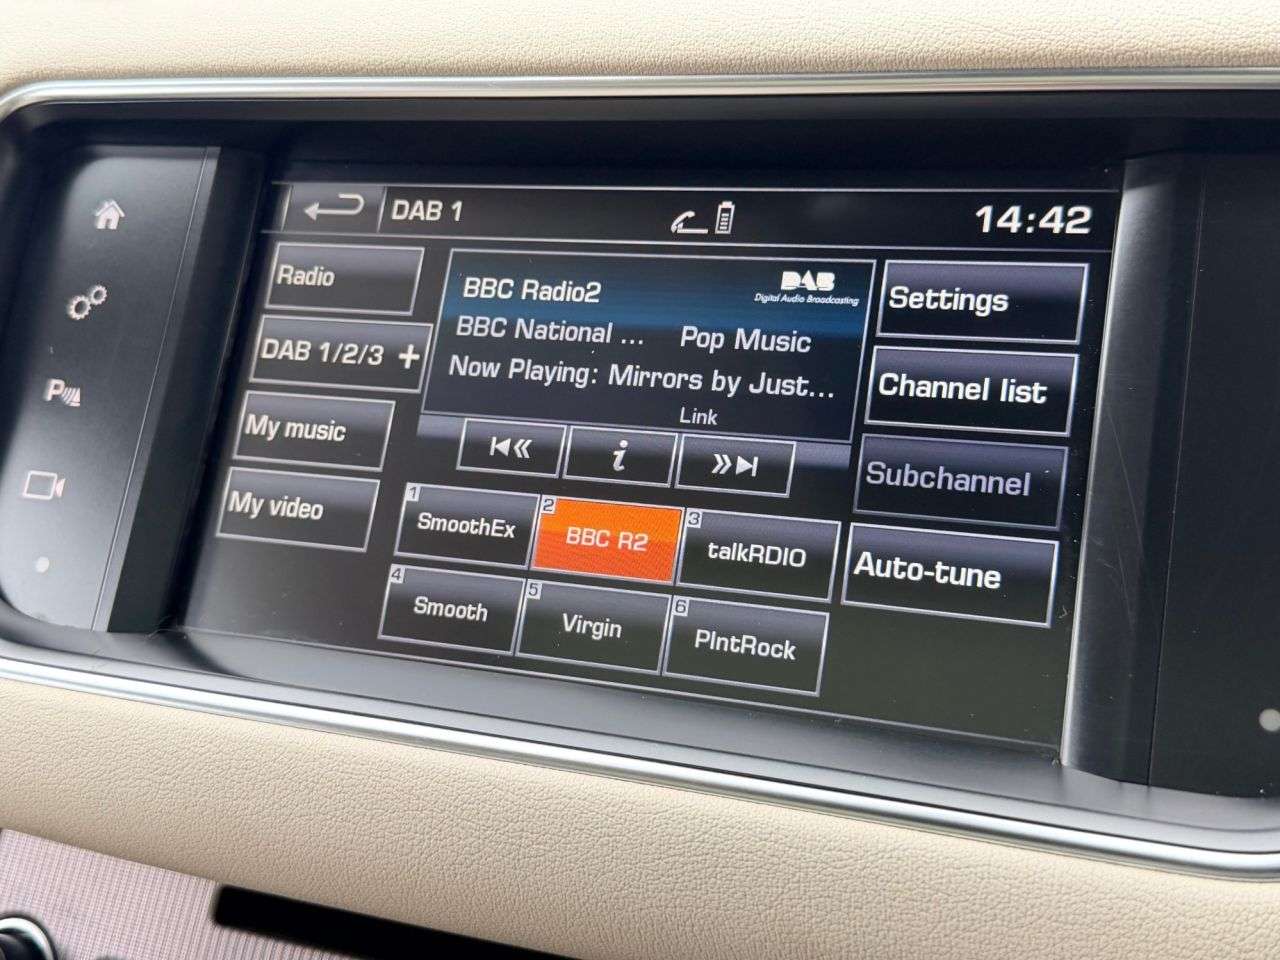 DAB 1
14:42
Radio
DAB 1/2/3 +
My music
My video
BBC Radio2
DAB
Digital Audio Broadcasting
BBC National ... Pop Music
Now Playing: Mirrors by Just...
Link
i
1 SmoothEx
2 BBC R2
3 talkRDIO
4 Smooth
5 Virgin
6 PlntRock
Settings
Channel list
Subchannel
Auto-tune
P